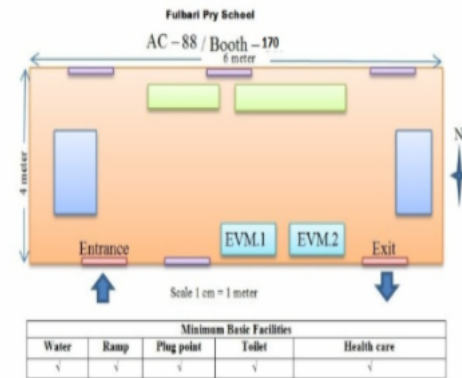 Fulbari Pry School
AC – 88 / Booth – 170
6 meter
4 meter
N
EVM.1 EVM.2
Entrance Exit
Scale 1 cm = 1 meter
Minimum Basic Facilities
Water Ramp Plug point Toilet Health care
√ √ √ √ √